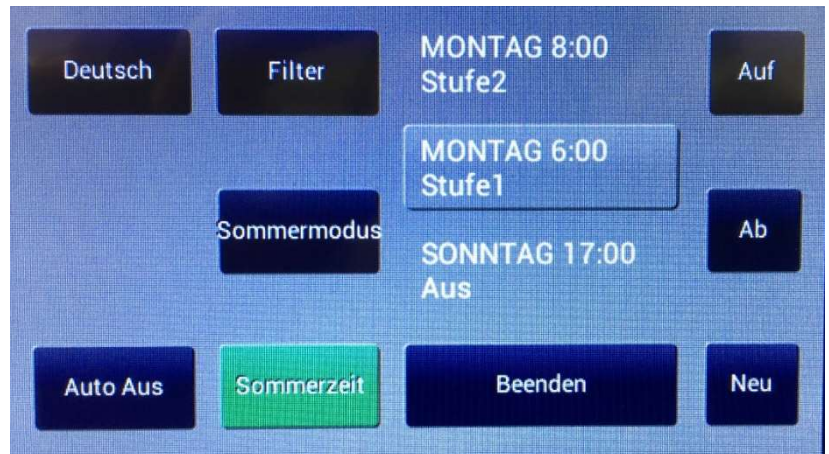 Deutsch
Filter
MONTAG 8:00
Stufe2
Auf
MONTAG 6:00
Stufe1
Sommermodus
Ab
SONNTAG 17:00
Aus
Auto Aus
Sommerzeit
Beenden
Neu